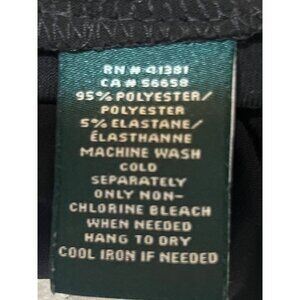 RN # 41381
CA # 56658
95% POLYESTER/
POLYESTER
5% ELASTANE/
ÉLASTHANNE
MACHINE WASH
COLD
SEPARATELY
ONLY NON-
CHLORINE BLEACH
WHEN NEEDED
HANG TO DRY
COOL IRON IF NEEDED